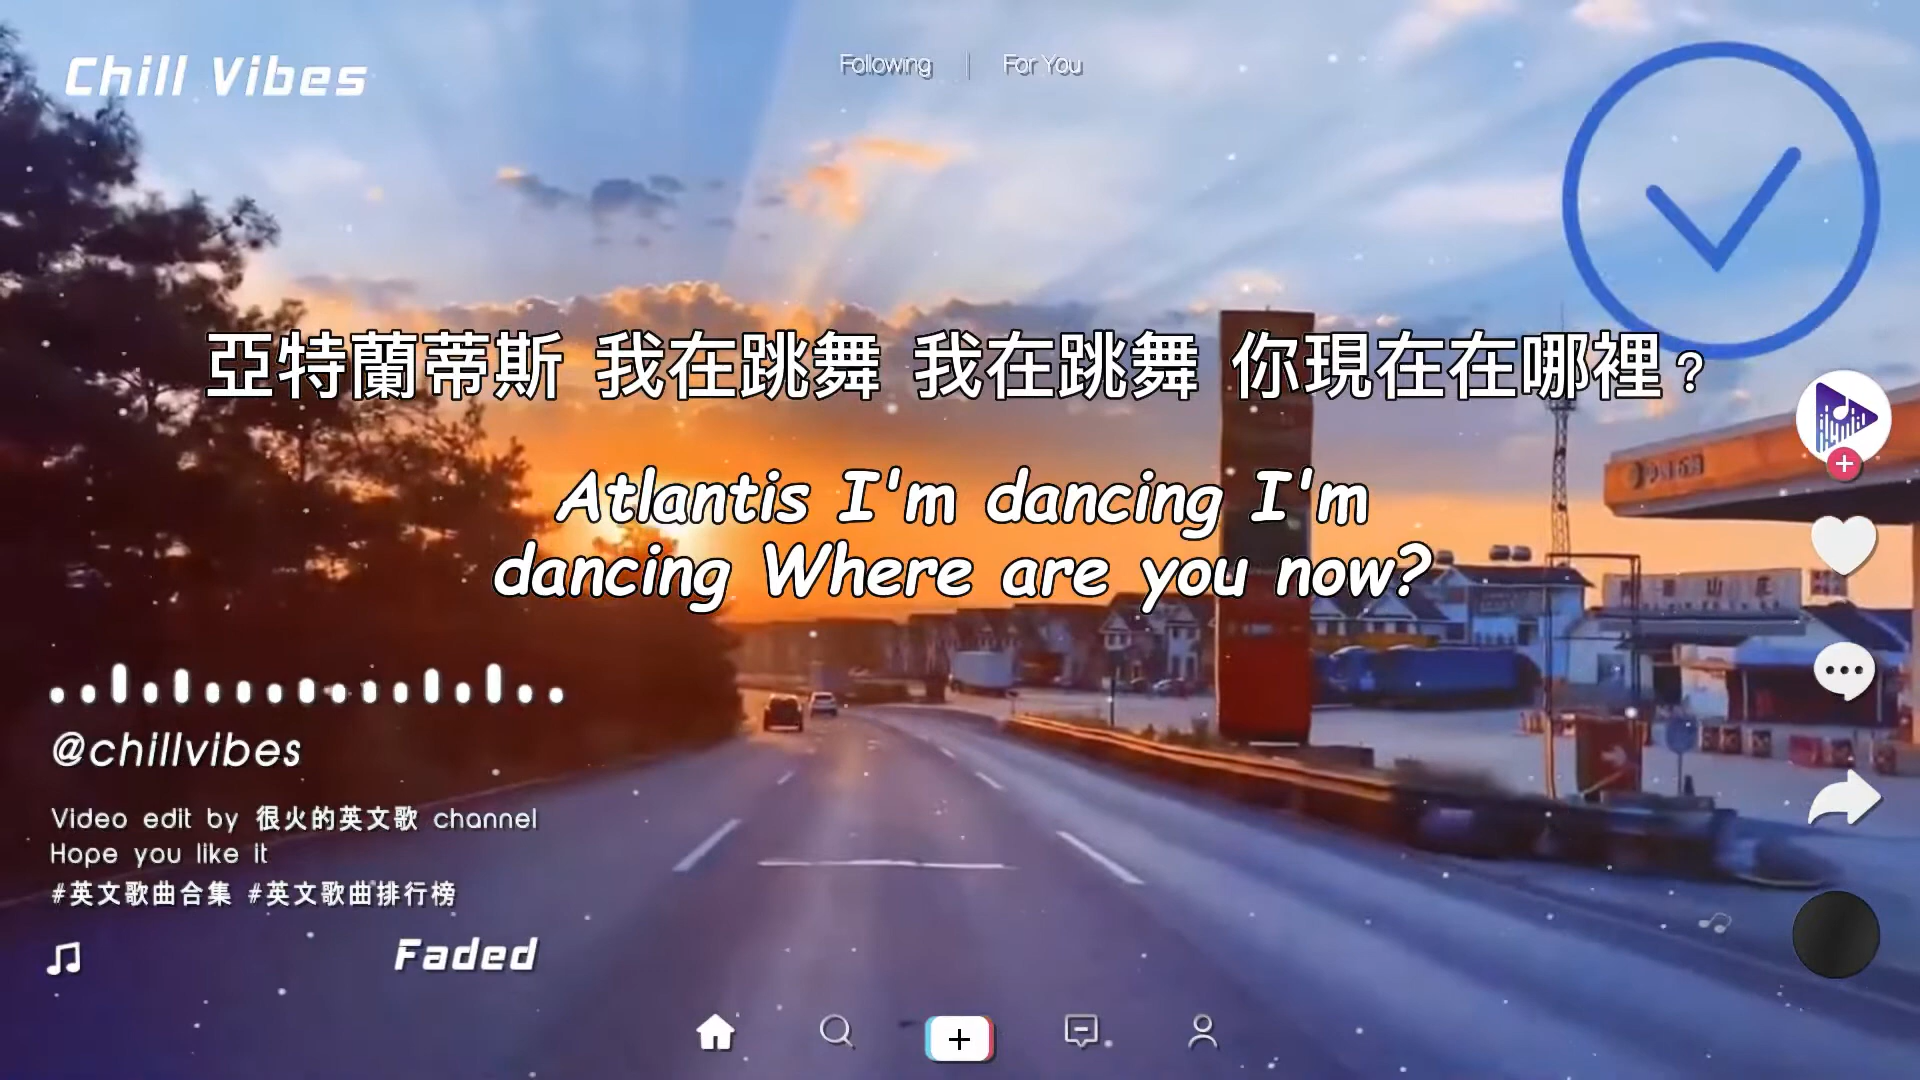 Chill Vibes
Following | For You
亞特蘭蒂斯 我在跳舞 我在跳舞 你現在在哪裡?
Atlantis I'm dancing I'm
dancing Where are you now?
@chillvibes
Video edit by 很火的英文歌 channel
Hope you like it
#英文歌曲合集 #英文歌曲排行榜
Faded